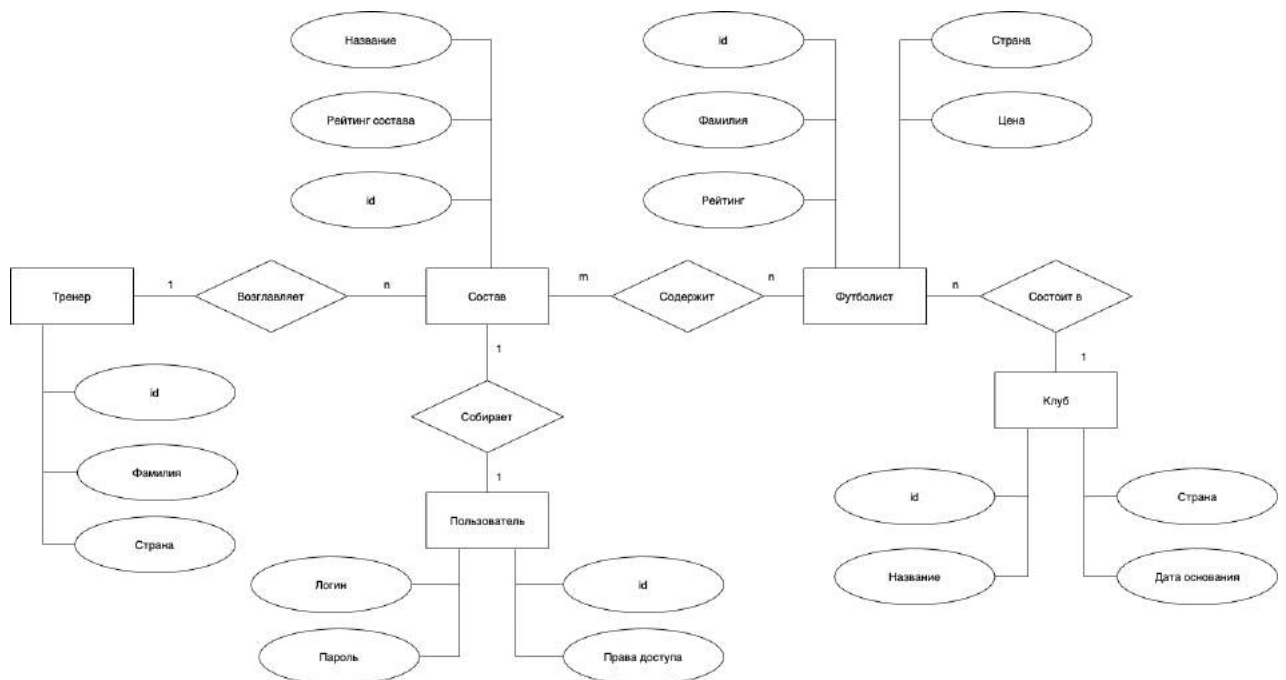 Название
id
Страна
Рейтинг состава
Фамилия
Цена
id
Рейтинг
Тренер
1
Возглавляет
n
Состав
m
Содержит
n
Футболист
n
Состоит в
1
1
id
Собирает
Клуб
Фамилия
1
Пользователь
id
Страна
Страна
Логин
id
Название
Дата основания
Пароль
Права доступа